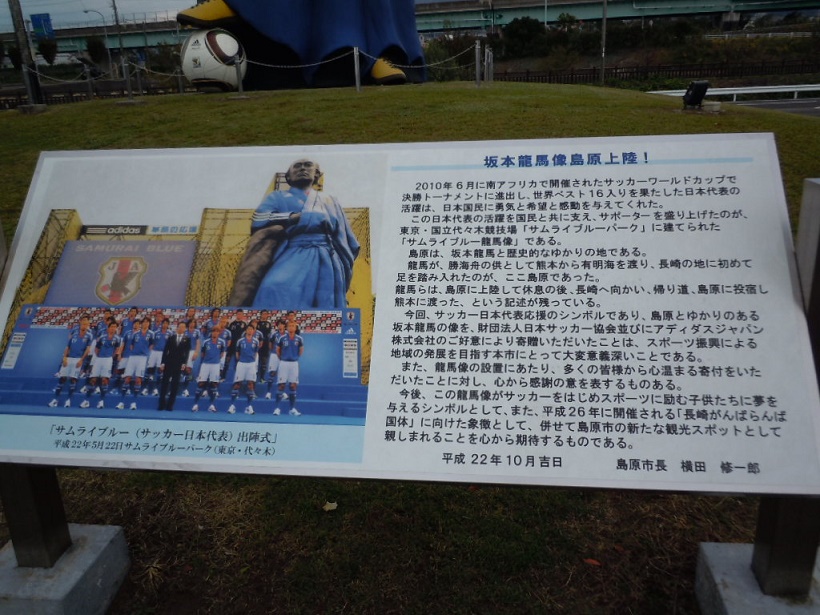 坂本龍馬像島原上陸！
2010年6月に南アフリカで開催されたサッカーワールドカップで
決勝トーナメントに進出し、世界ベスト16入りを果たした日本代表の
活躍は、日本国民に勇気と希望と感動を与えてくれた。
この日本代表の活躍を国民と共に支え、サポーターを盛り上げたのが、
東京・国立代々木競技場「サムライブルーパーク」に建てられた
「サムライブルー龍馬像」である。
島原は、坂本龍馬と歴史的なゆかりの地である。
龍馬が、勝海舟の供として熊本から有明海を渡り、長崎の地に初めて
足を踏み入れたのが、ここ島原であった。
龍馬らは、島原に上陸して休息の後、長崎へ向かい、帰り道、島原に投宿し
熊本に渡った、という記述が残っている。
今回、サッカー日本代表応援のシンボルであり、島原とゆかりのある
坂本龍馬の像を、財団法人日本サッカー協会並びにアディダスジャパン
株式会社のご好意により寄贈いただいたことは、スポーツ振興による
地域の発展を目指す本市にとって大変意義深いことである。
また、龍馬像の設置にあたり、多くの皆様から心温まる寄付をいた
だいたことに対し、心から感謝の意を表するものある。
今後、この龍馬像がサッカーをはじめスポーツに励む子供たちに夢を
与えるシンボルとして、また、平成26年に開催される「長崎がんばらんば
国体」に向けた象徴として、併せて島原市の新たな観光スポットとして
親しまれることを心から期待するものである。
平成22年10月吉日 島原市長 横田 修一郎
adidas
SAMURAI BLUE
「サムライブルー（サッカー日本代表）出陣式」
平成22年5月22日サムライブルーパーク（東京・代々木）